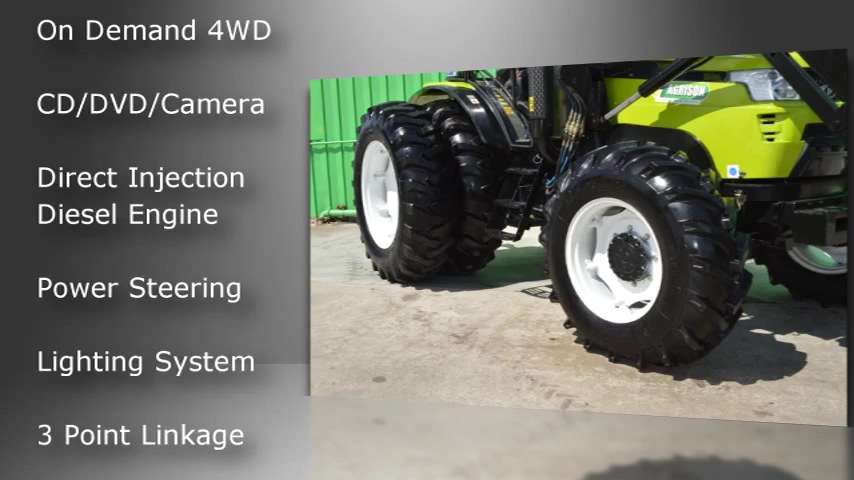 On Demand 4WD
CD/DVD/Camera
Direct Injection
Diesel Engine
Power Steering
Lighting System
3 Point Linkage
AGRISON